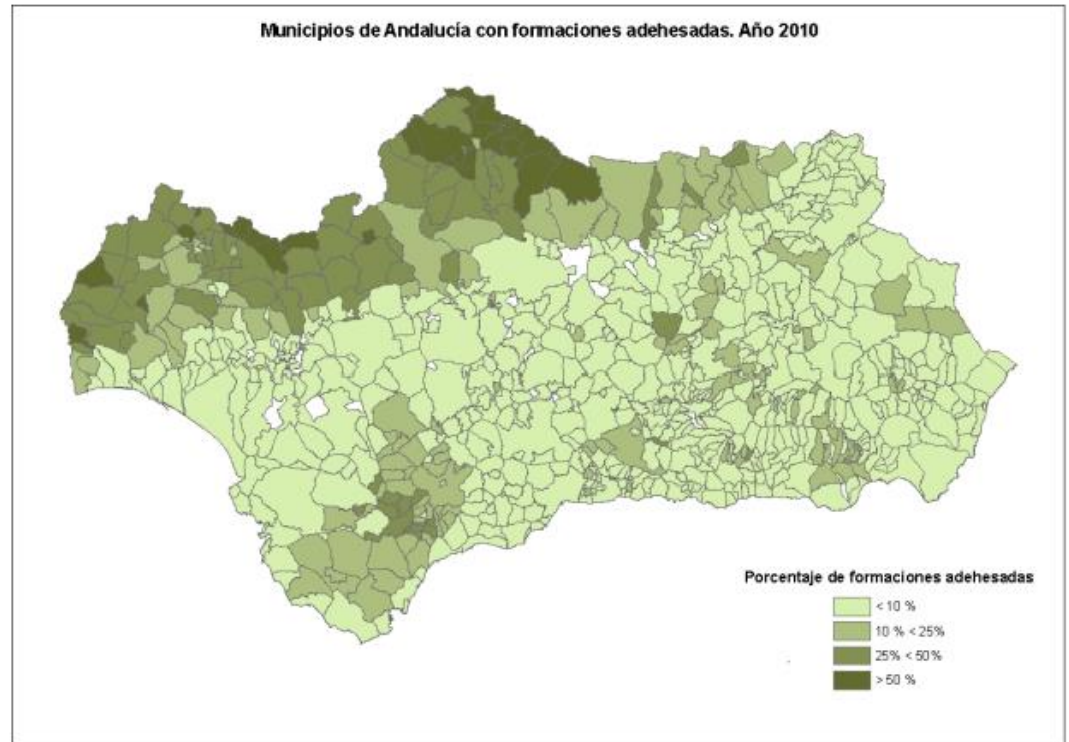 Municipios de Andalucía con formaciones adehesadas. Año 2010
Porcentaje de formaciones adehesadas
< 10 %
10 % < 25%
25% < 50%
> 50 %